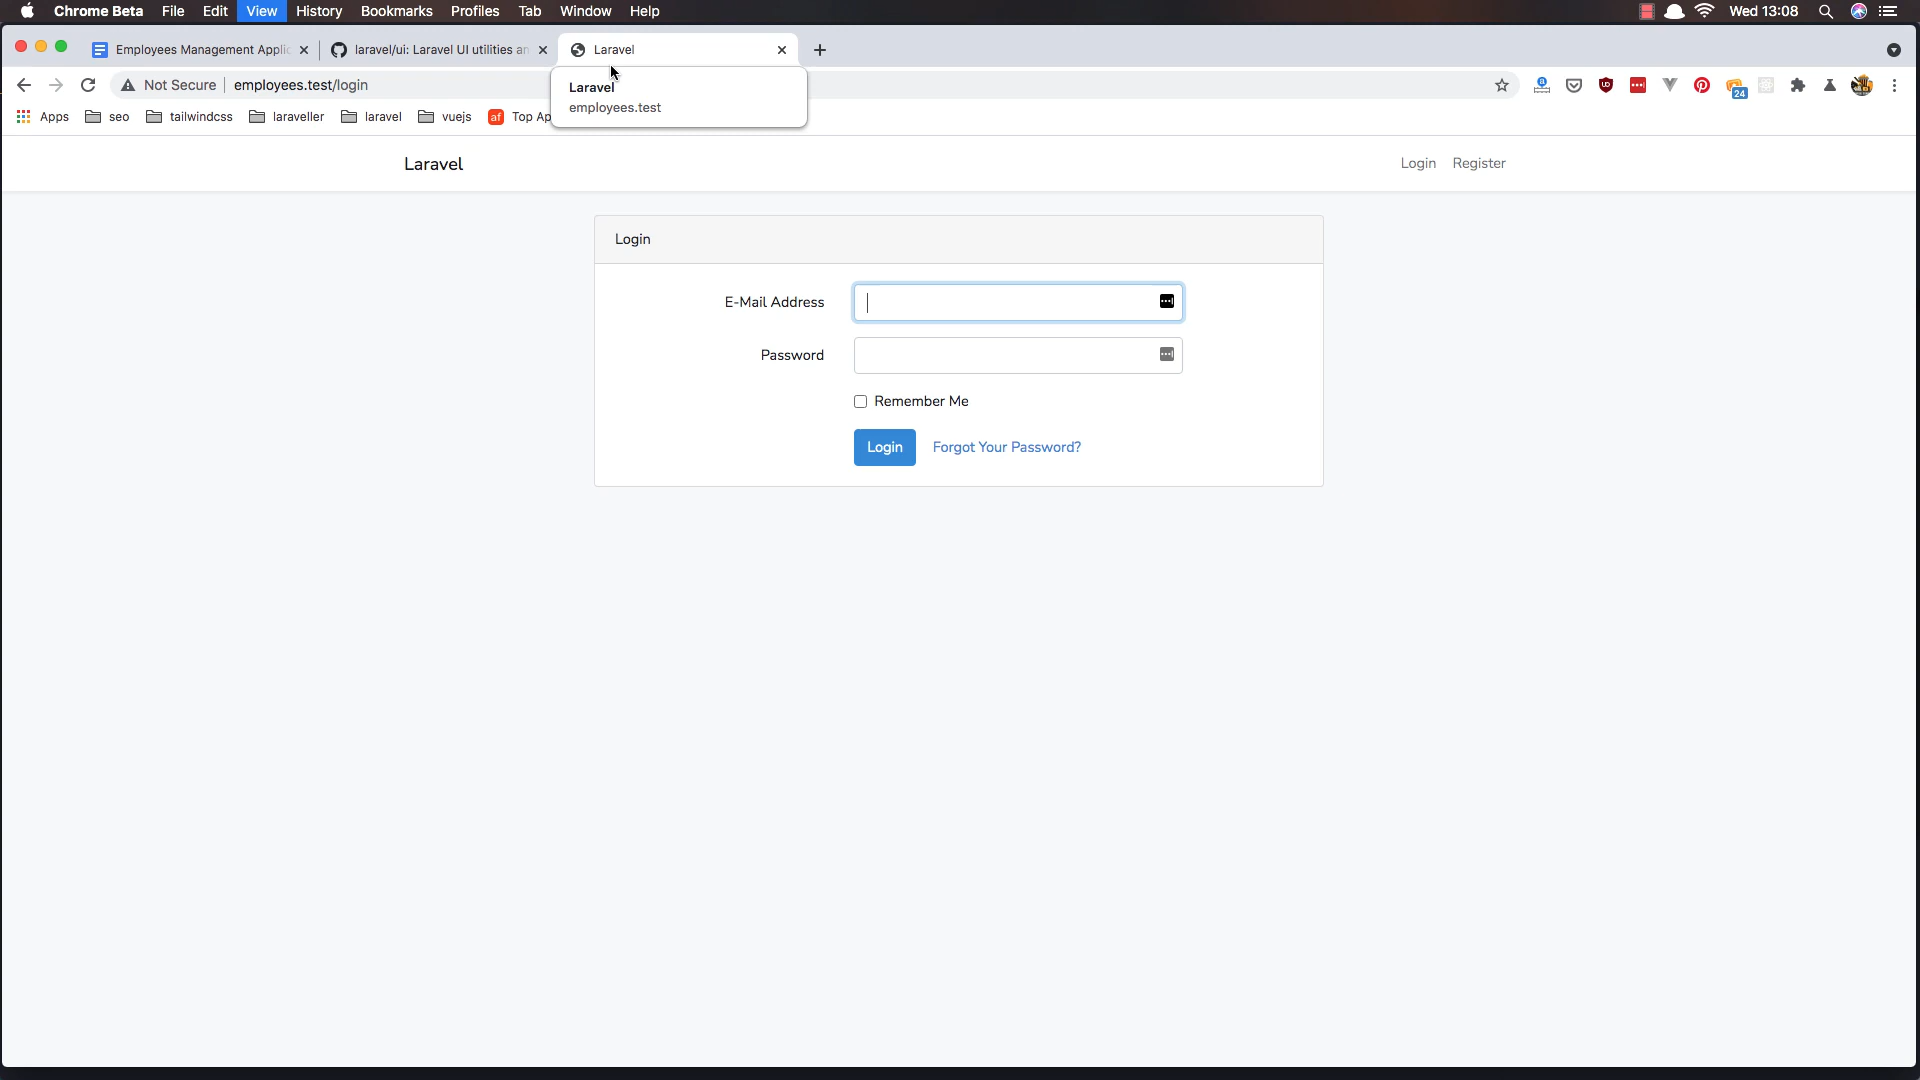 Chrome Beta File Edit View History Bookmarks Profiles Tab Window Help Wed 13:08
Employees Management Applic laravel/ui: Laravel UI utilities an Laravel
Not Secure employees.test/login
Laravel
employees.test
24
Apps seo tailwindcss laraveller laravel vuejs af Top Ap
Laravel Login Register
Login
E-Mail Address
Password
Remember Me
Login Forgot Your Password?